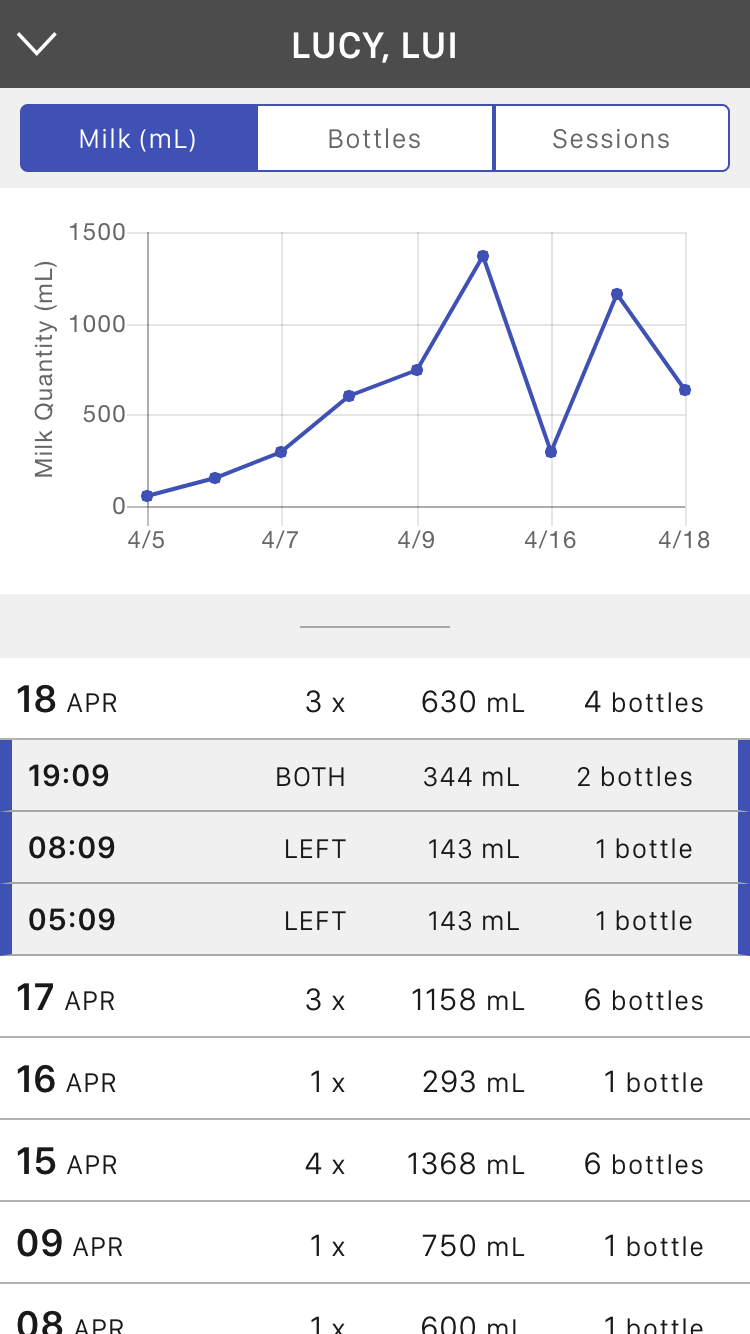 LUCY, LUI
Milk (mL) Bottles Sessions
Milk Quantity (mL)
1500
1000
500
0
4/5 4/7 4/9 4/16 4/18
18 APR 3 x 630 mL 4 bottles
19:09 BOTH 344 mL 2 bottles
08:09 LEFT 143 mL 1 bottle
05:09 LEFT 143 mL 1 bottle
17 APR 3 x 1158 mL 6 bottles
16 APR 1 x 293 mL 1 bottle
15 APR 4 x 1368 mL 6 bottles
09 APR 1 x 750 mL 1 bottle
08 APR 1 x 600 mL 1 bottle